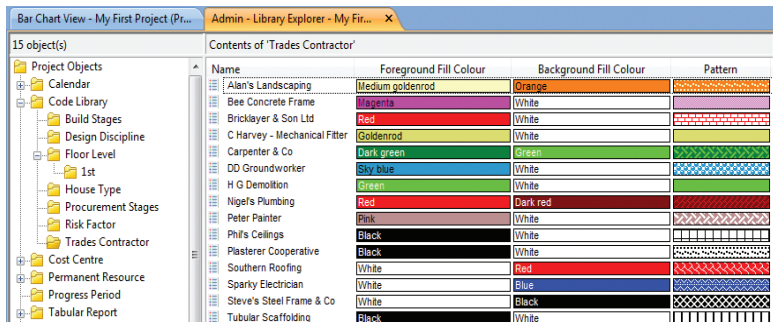 Bar Chart View - My First Project (Pr...
Admin - Library Explorer - My Fir... X
15 object(s)
Contents of 'Trades Contractor'
Project Objects
Calendar
Code Library
Build Stages
Design Discipline
Floor Level
1st
House Type
Procurement Stages
Risk Factor
Trades Contractor
Cost Centre
Permanent Resource
Progress Period
Tabular Report
Name Foreground Fill Colour Background Fill Colour Pattern
Alan's Landscaping Medium goldenrod Orange
Bee Concrete Frame Magenta White
Bricklayer & Son Ltd Red White
C Harvey - Mechanical Fitter Goldenrod White
Carpenter & Co Dark green Green
DD Groundworker Sky blue White
H G Demolition Green White
Nigel's Plumbing Red Dark red
Peter Painter Pink White
Phil's Ceilings Black White
Plasterer Cooperative Black White
Southern Roofing White Red
Sparky Electrician White Blue
Steve's Steel Frame & Co White Black
Tubular Scaffolding Black White